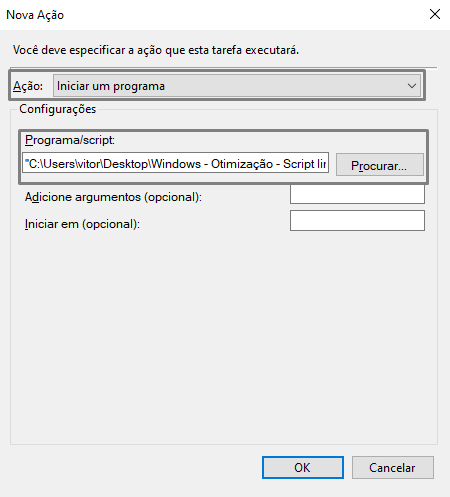 Nova Ação
Você deve especificar a ação que esta tarefa executará.
Ação: Iniciar um programa
Configurações
Programa/script:
"C:\Users\vitor\Desktop\Windows - Otimização - Script lir Procurar...
Adicione argumentos (opcional):
Iniciar em (opcional):
OK Cancelar